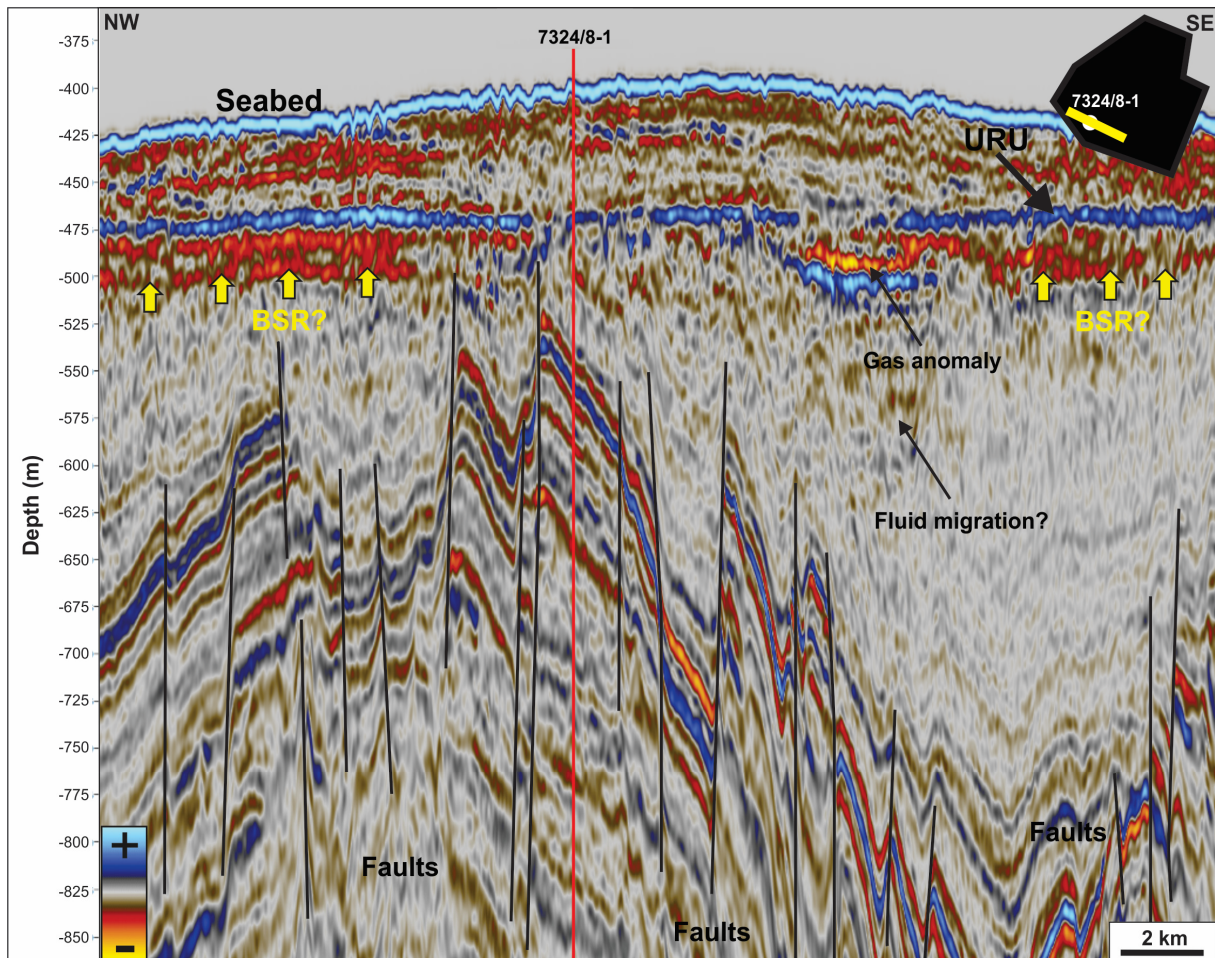 NW
SE
7324/8-1
-375
-400
-425
-450
-475
-500
-525
-550
-575
-600
-625
-650
-675
-700
-725
-750
-775
-800
-825
-850
Depth (m)
Seabed
7324/8-1
URU
BSR?
BSR?
Gas anomaly
Fluid migration?
Faults
Faults
Faults
+
-
2 km